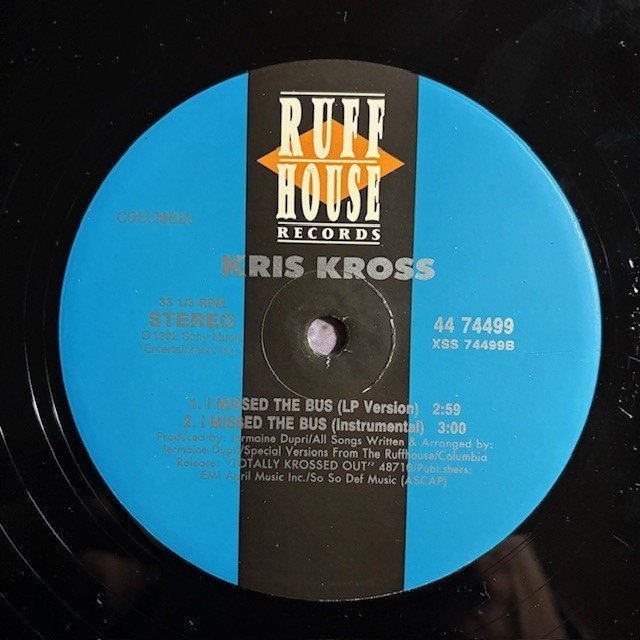 RUFF
HOUSE
RECORDS
COLUMBIA
KRIS KROSS
33 1/3 RPM
STEREO
℗ 1992 Sony Music
Entertainment Inc.
44 74499
XSS 74499B
1. I MISSED THE BUS (LP Version) 2:59
2. I MISSED THE BUS (Instrumental) 3:00
Produced by: Jermaine Dupri/All Songs Written & Arranged by:
Jermaine Dupri/Special Versions From The Ruffhouse/Columbia
Release: "TOTALLY KROSSED OUT" 48710/Publishers:
EMI April Music Inc./So So Def Music (ASCAP)